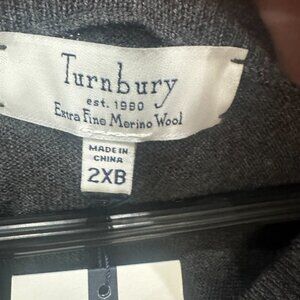 Turnbury
est. 1980
Extra Fine Merino Wool
MADE IN
CHINA
2XB